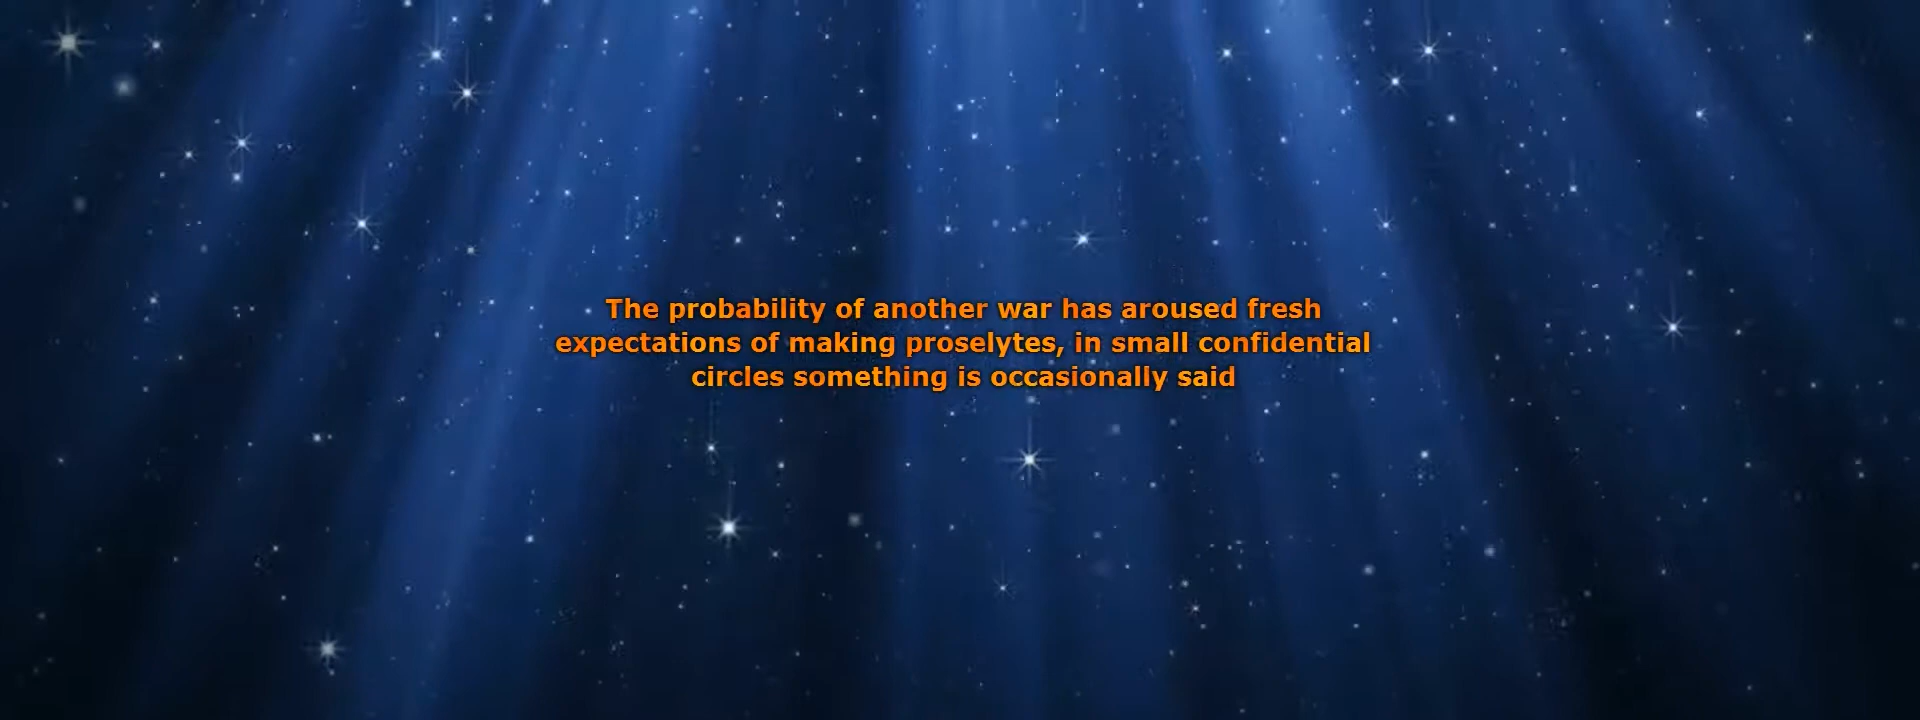 The probability of another war has aroused fresh
expectations of making proselytes, in small confidential
circles something is occasionally said